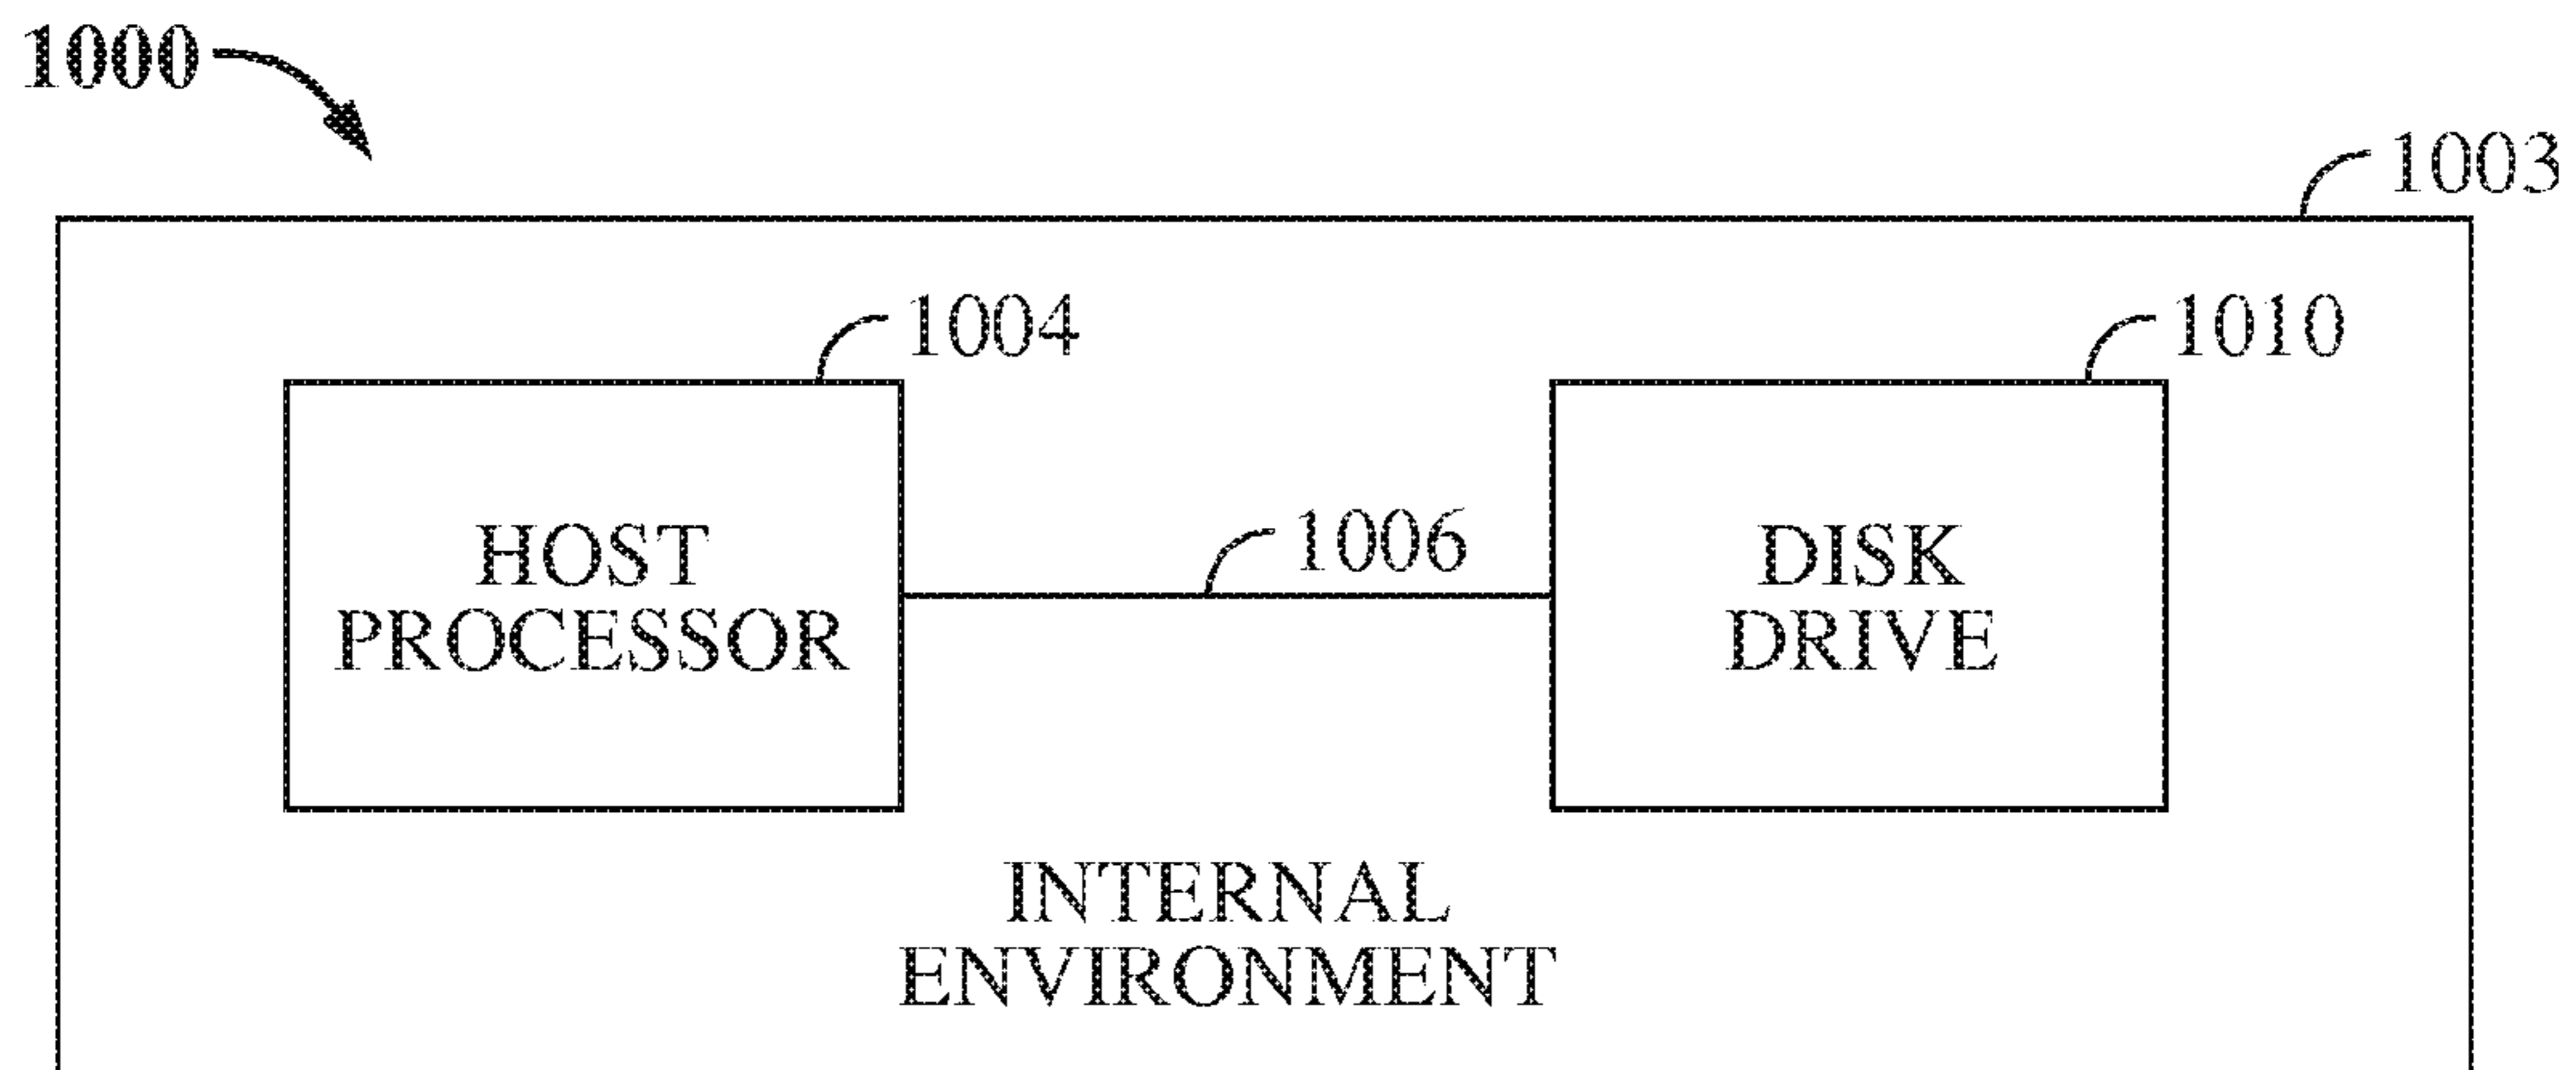 1000
1003
1004
1010
1006
HOST
PROCESSOR
DISK
DRIVE
INTERNAL
ENVIRONMENT